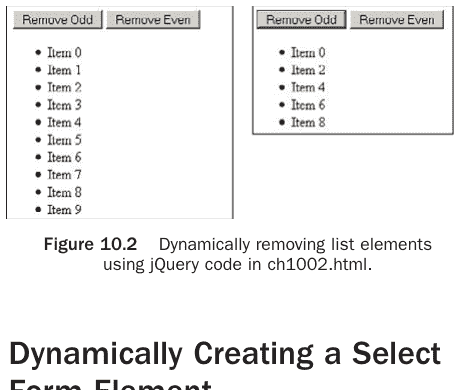 Remove Odd Remove Even
• Item 0
• Item 1
• Item 2
• Item 3
• Item 4
• Item 5
• Item 6
• Item 7
• Item 8
• Item 9
Remove Odd Remove Even
• Item 0
• Item 2
• Item 4
• Item 6
• Item 8
Figure 10.2 Dynamically removing list elements
using jQuery code in ch1002.html.
Dynamically Creating a Select
Form Element